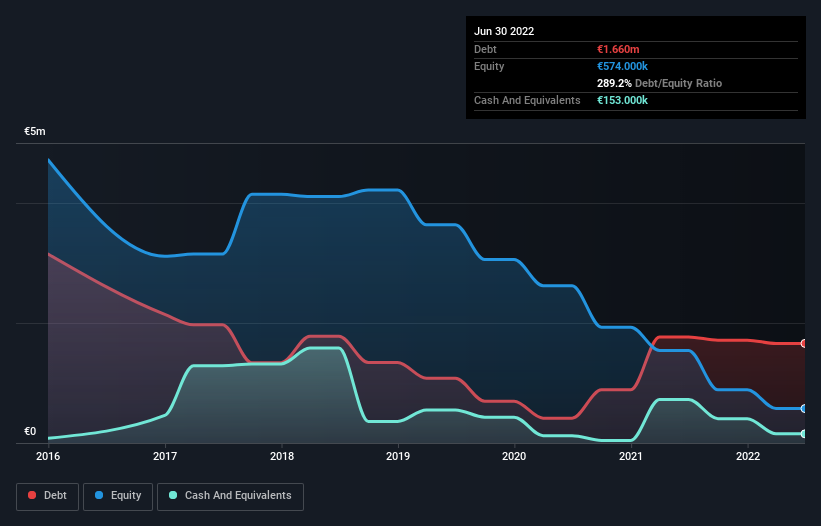 Jun 30 2022
Debt €1.660m
Equity €574.000k
289.2% Debt/Equity Ratio
Cash And Equivalents €153.000k
€5m
€0
2016 2017 2018 2019 2020 2021 2022
Debt Equity Cash And Equivalents